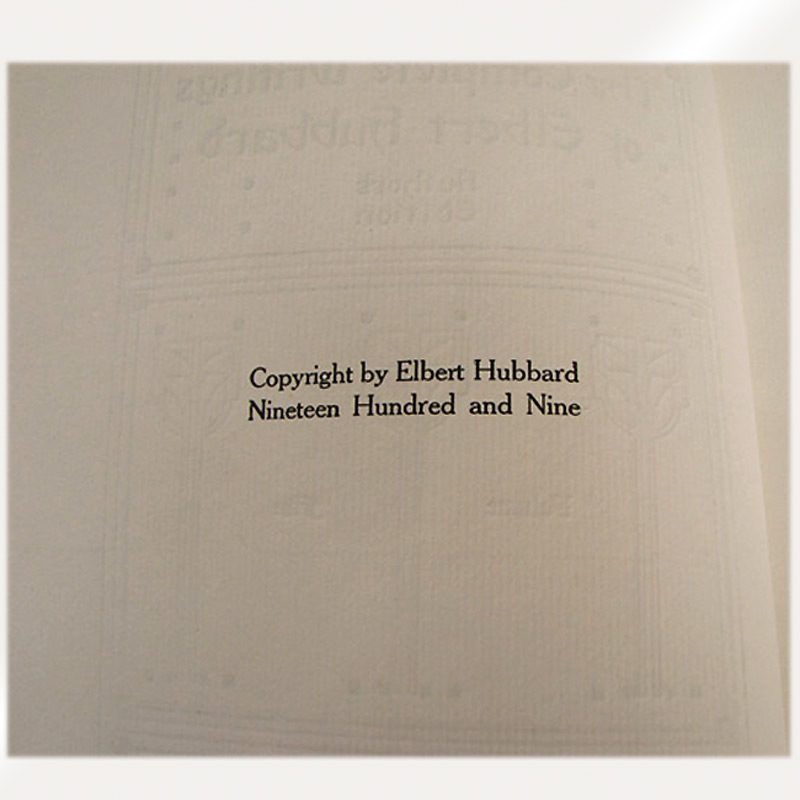 Copyright by Elbert Hubbard
Nineteen Hundred and Nine